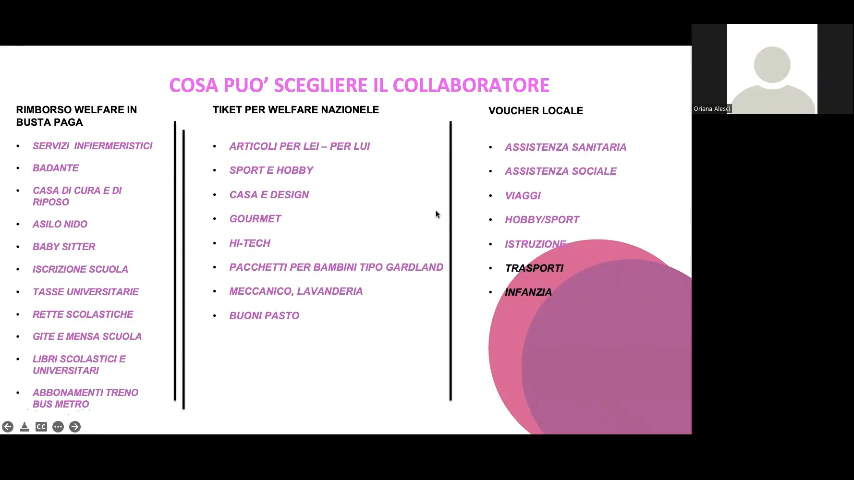 COSA PUO' SCEGLIERE IL COLLABORATORE
RIMBORSO WELFARE IN
BUSTA PAGA
• SERVIZI INFIERMERISTICI
• BADANTE
• CASA DI CURA E DI
RIPOSO
• ASILO NIDO
• BABY SITTER
• ISCRIZIONE SCUOLA
• TASSE UNIVERSITARIE
• RETTE SCOLASTICHE
• GITE E MENSA SCUOLA
• LIBRI SCOLASTICI E
UNIVERSITARI
• ABBONAMENTI TRENO
BUS METRO
TIKET PER WELFARE NAZIONELE
• ARTICOLI PER LEI – PER LUI
• SPORT E HOBBY
• CASA E DESIGN
• GOURMET
• HI-TECH
• PACCHETTI PER BAMBINI TIPO GARDLAND
• MECCANICO, LAVANDERIA
• BUONI PASTO
VOUCHER LOCALE
• ASSISTENZA SANITARIA
• ASSISTENZA SOCIALE
• VIAGGI
• HOBBY/SPORT
• ISTRUZIONE
• TRASPORTI
• INFANZIA
Oriana Alesci
CC